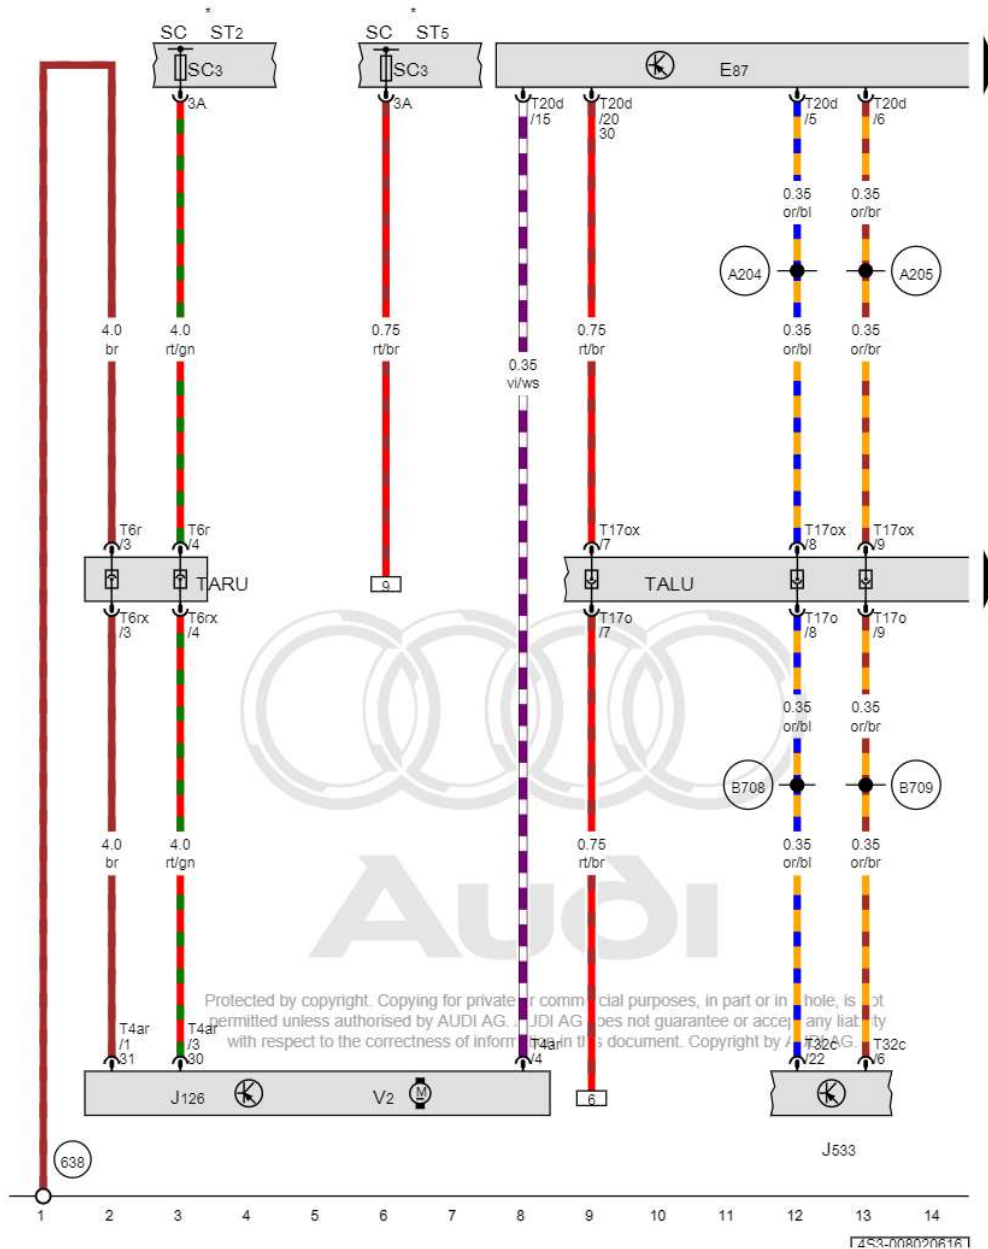 *
*
SC ST2
SC ST5
SC3
SC3
E87
3A
3A
T20d
/15
T20d
/20
30
T20d
/5
T20d
/6
0.35
or/bl
0.35
or/br
A204
A205
4.0
br
4.0
rt/gn
0.75
rt/br
0.35
vi/ws
0.75
rt/br
0.35
or/bl
0.35
or/br
T6r
/3
T6r
/4
T17ox
/7
T17ox
/8
T17ox
/9
TARU
9
TALU
T6rx
/3
T6rx
/4
T17o
/7
T17o
/8
T17o
/9
0.35
or/bl
0.35
or/br
B708
B709
4.0
br
4.0
rt/gn
0.75
rt/br
0.35
or/bl
0.35
or/br
Audi
Protected by copyright. Copying for private or commercial purposes, in part or in whole, is not
permitted unless authorised by AUDI AG. AUDI AG does not guarantee or accept any liability
with respect to the correctness of information in this document. Copyright by AUDI AG.
T4ar
/1
31
T4ar
/3
30
T4ar
/4
T32c
/22
T32c
/6
J126
V2
M
6
J533
638
1 2 3 4 5 6 7 8 9 10 11 12 13 14
4S3-008020616